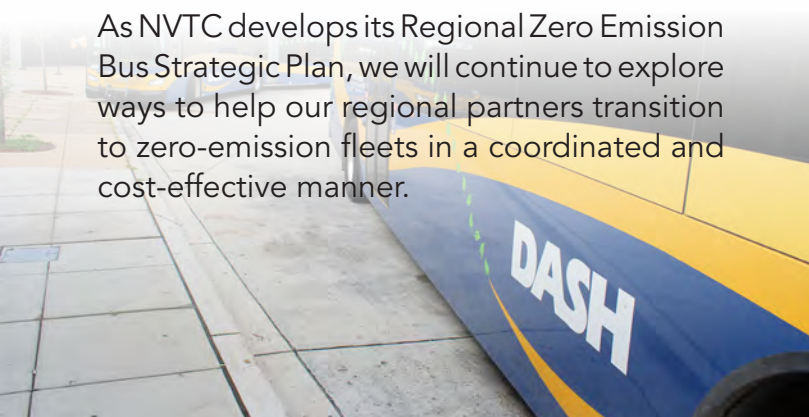 As NVTC develops its Regional Zero Emission
Bus Strategic Plan, we will continue to explore
ways to help our regional partners transition
to zero-emission fleets in a coordinated and
cost-effective manner.
DASH